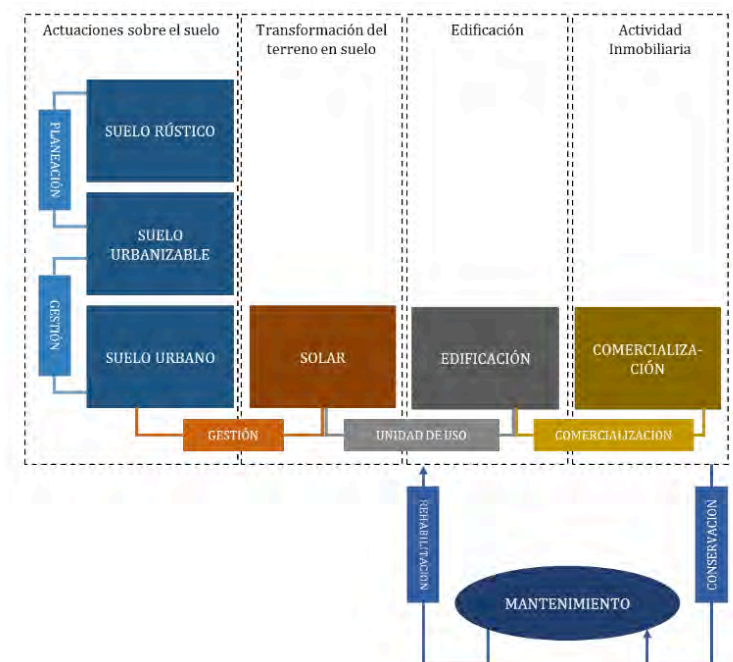 Actuaciones sobre el suelo
Transformación del
terreno en suelo
Edificación
Actividad
Inmobiliaria
PLANEACIÓN
SUELO RÚSTICO
SUELO
URBANIZABLE
GESTIÓN
SUELO URBANO
SOLAR
EDIFICACIÓN
COMERCIALIZA-
CIÓN
GESTIÓN
UNIDAD DE USO
COMERCIALIZACION
REHABILITACION
CONSERVACION
MANTENIMIENTO